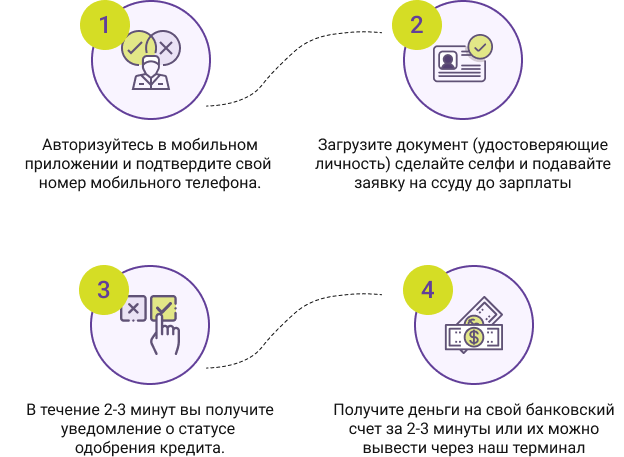 1
Авторизуйтесь в мобильном
приложении и подтвердите свой
номер мобильного телефона.
2
Загрузите документ (удостоверяющие
личность) сделайте селфи и подавайте
заявку на ссуду до зарплаты
3
В течение 2-3 минут вы получите
уведомление о статусе
одобрения кредита.
4
$
$
Получите деньги на свой банковский
счет за 2-3 минуты или их можно
вывести через наш терминал